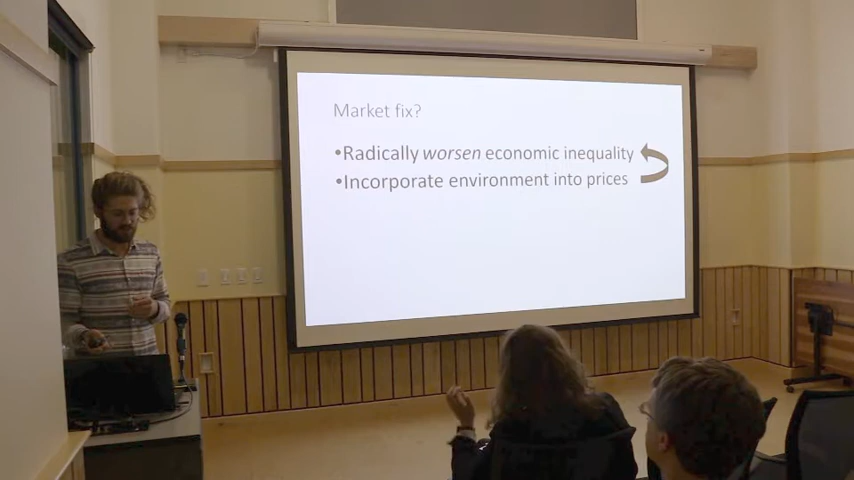 Market fix?
•Radically worsen economic inequality
•Incorporate environment into prices